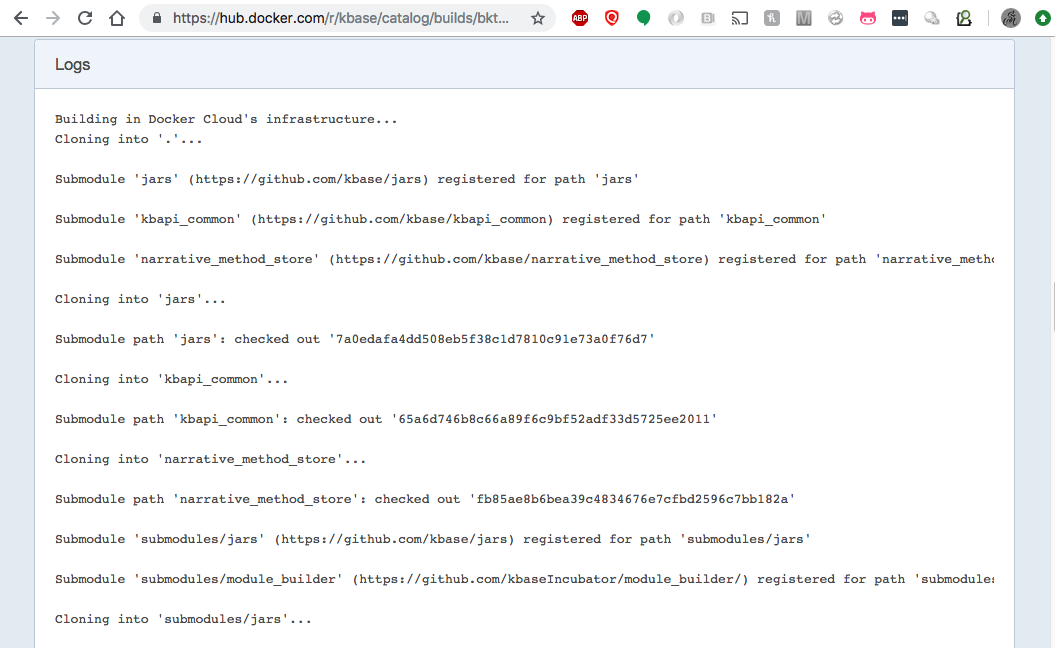 https://hub.docker.com/r/kbase/catalog/builds/bkt...
ABP
Logs
Building in Docker Cloud's infrastructure...
Cloning into '.'...
Submodule 'jars' (https://github.com/kbase/jars) registered for path 'jars'
Submodule 'kbapi_common' (https://github.com/kbase/kbapi_common) registered for path 'kbapi_common'
Submodule 'narrative_method_store' (https://github.com/kbase/narrative_method_store) registered for path 'narrative_metho
Cloning into 'jars'...
Submodule path 'jars': checked out '7a0edafa4dd508eb5f38c1d7810c91e73a0f76d7'
Cloning into 'kbapi_common'...
Submodule path 'kbapi_common': checked out '65a6d746b8c66a89f6c9bf52adf33d5725ee2011'
Cloning into 'narrative_method_store'...
Submodule path 'narrative_method_store': checked out 'fb85ae8b6bea39c4834676e7cfbd2596c7bb182a'
Submodule 'submodules/jars' (https://github.com/kbase/jars) registered for path 'submodules/jars'
Submodule 'submodules/module_builder' (https://github.com/kbaseIncubator/module_builder/) registered for path 'submodules
Cloning into 'submodules/jars'...